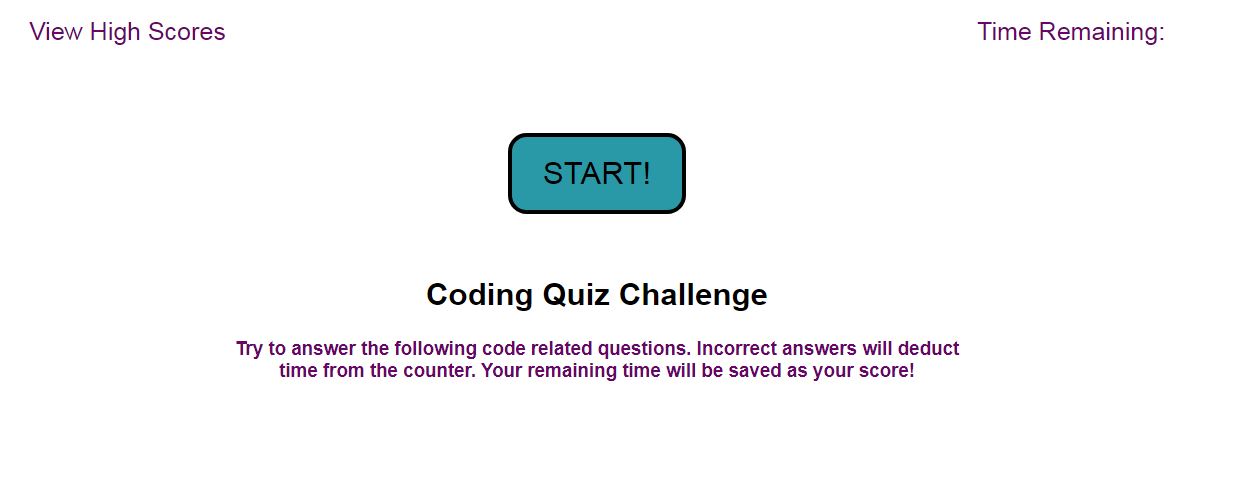 View High Scores
Time Remaining:
START!
Coding Quiz Challenge
Try to answer the following code related questions. Incorrect answers will deduct
time from the counter. Your remaining time will be saved as your score!